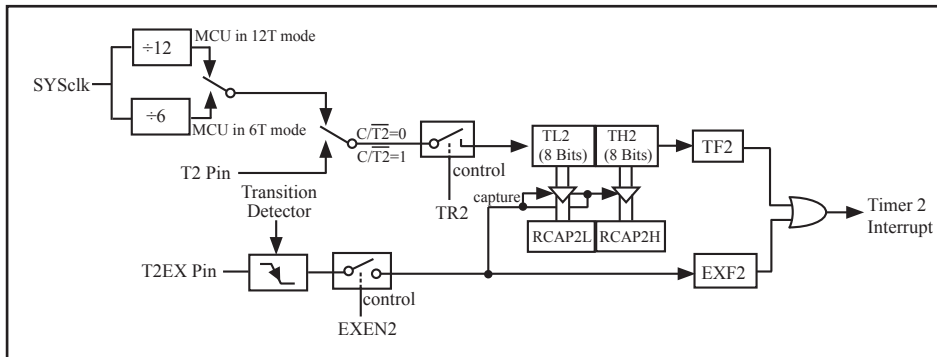 ÷12
MCU in 12T mode
SYSclk
÷6
MCU in 6T mode
C/T2=0
C/T2=1
T2 Pin
control
TR2
TL2
(8 Bits)
TH2
(8 Bits)
TF2
capture
RCAP2L
RCAP2H
Timer 2
Interrupt
Transition
Detector
T2EX Pin
control
EXEN2
EXF2